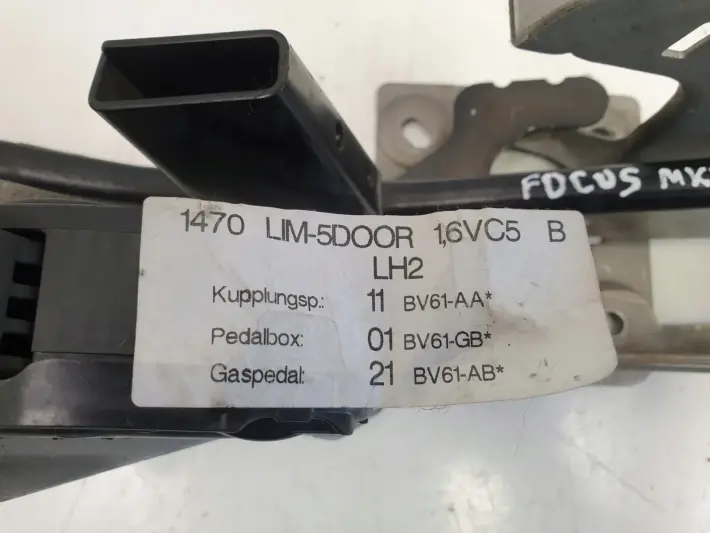 1470 LIM-5DOOR 1,6VC5 B
LH2
Kupplungsp.: 11 BV61-AA*
Pedalbox: 01 BV61-GB*
Gaspedal: 21 BV61-AB*
FOCUS